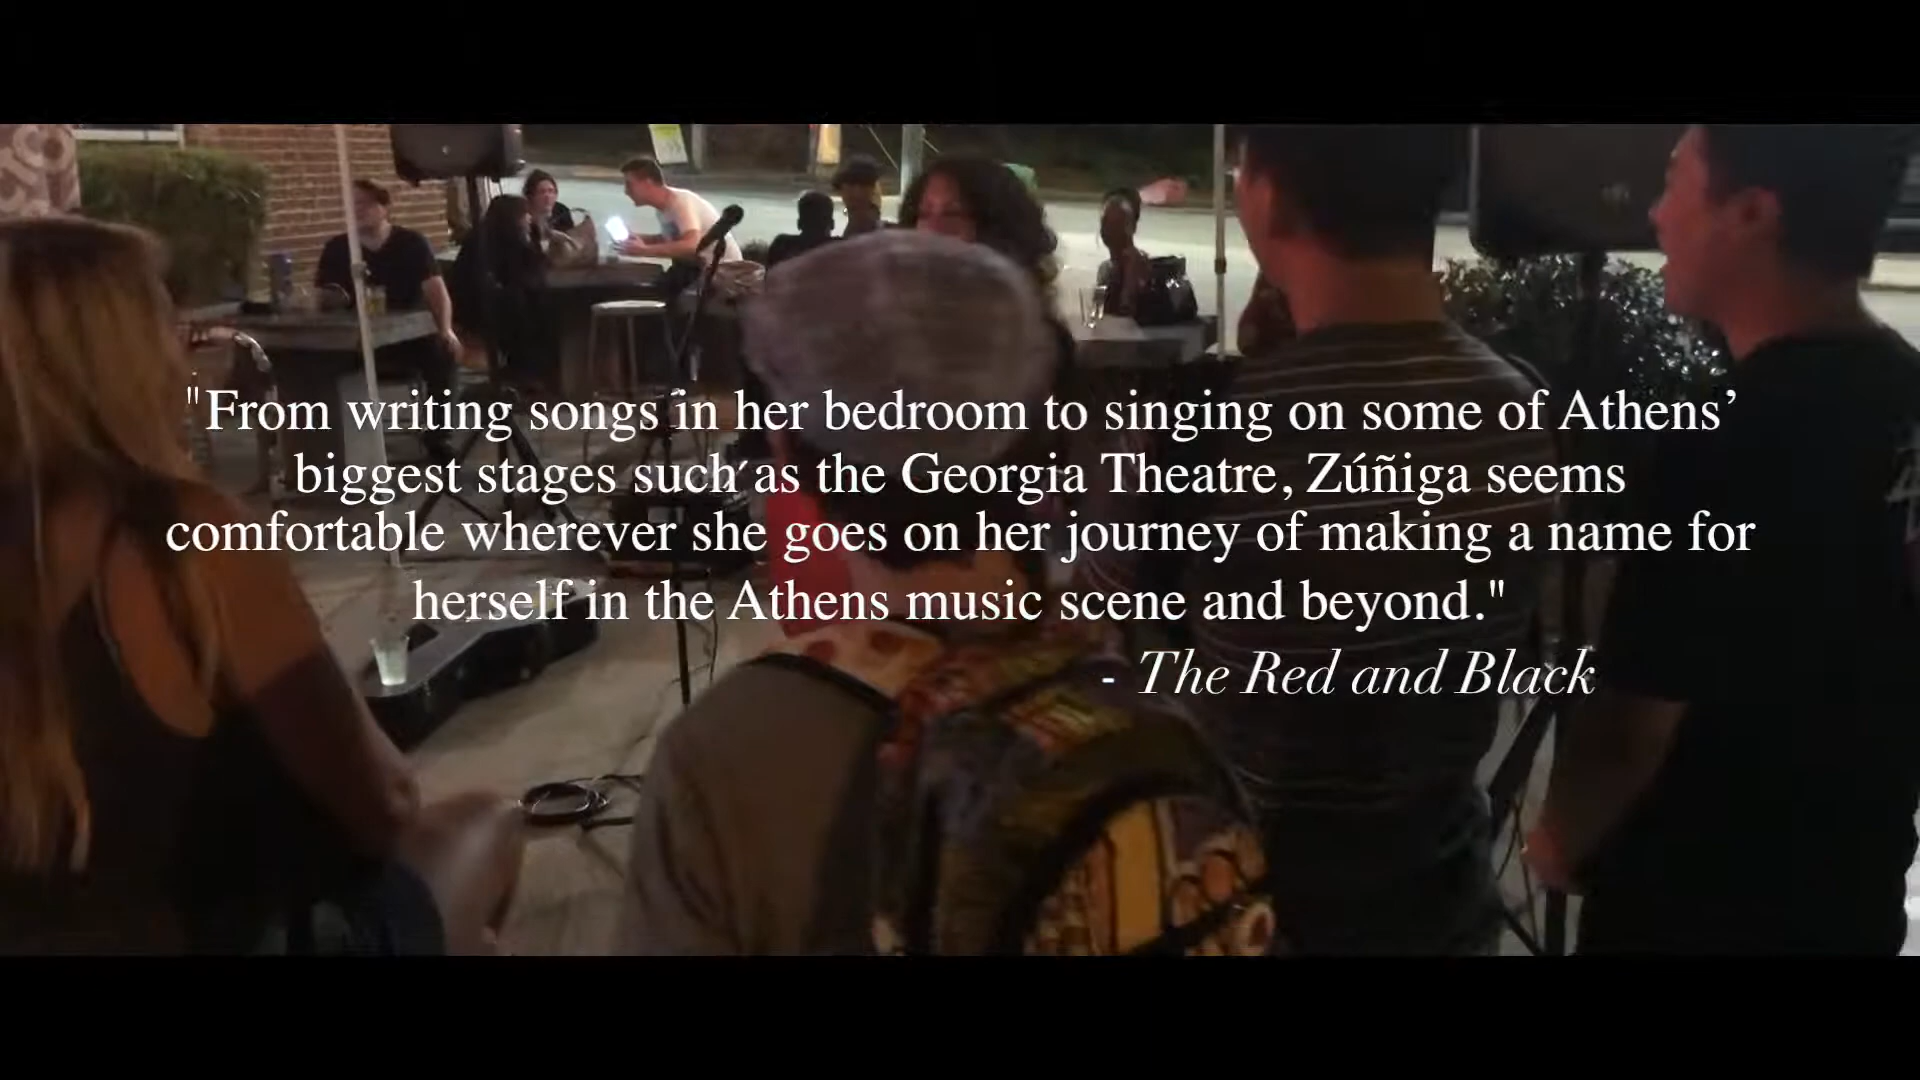 "From writing songs in her bedroom to singing on some of Athens’
biggest stages such as the Georgia Theatre, Zúñiga seems
comfortable wherever she goes on her journey of making a name for
herself in the Athens music scene and beyond."
- The Red and Black